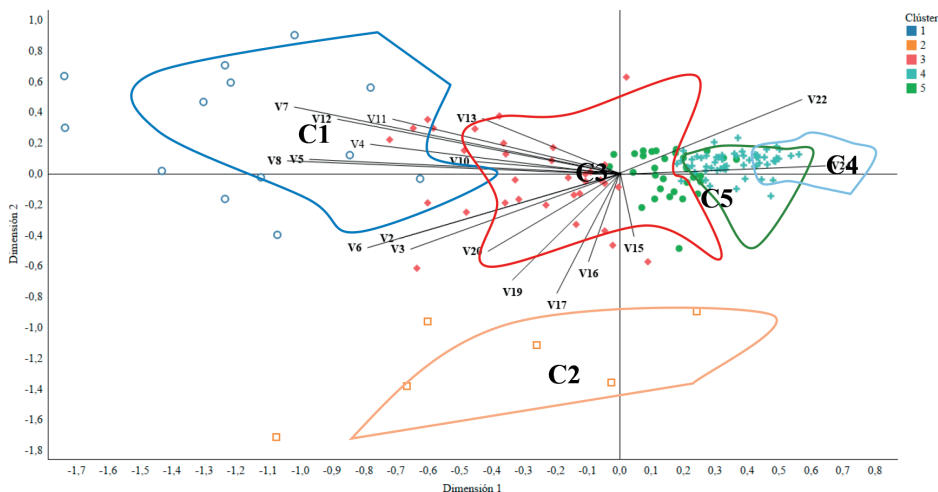 Clúster
1
2
3
4
5
1,0
0,8
0,6
0,4
0,2
0,0
-0,2
-0,4
-0,6
-0,8
-1,0
-1,2
-1,4
-1,6
-1,8
Dimensión 2
V7
V12
V11
V13
V22
C1
V4
V8
V5
V10
C3
C4
C5
V2
V6
V3
V20
V15
V16
V19
V17
C2
-1,7 -1,6 -1,5 -1,4 -1,3 -1,2 -1,1 -1,0 -0,9 -0,8 -0,7 -0,6 -0,5 -0,4 -0,3 -0,2 -0,1 0,0 0,1 0,2 0,3 0,4 0,5 0,6 0,7 0,8
Dimensión 1